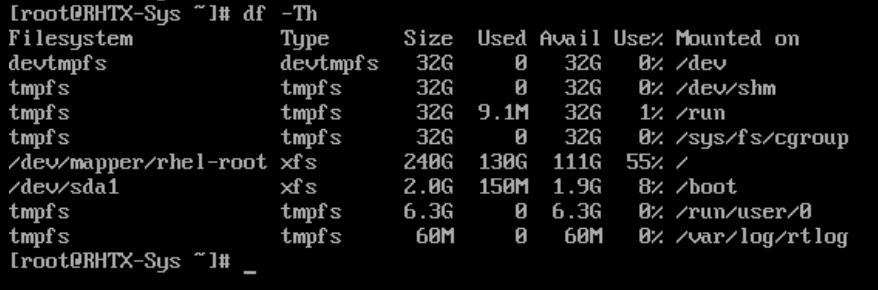 [root@RHTX-Sys ~]# df -Th
Filesystem Type Size Used Avail Use% Mounted on
devtmpfs devtmpfs 32G 0 32G 0% /dev
tmpfs tmpfs 32G 0 32G 0% /dev/shm
tmpfs tmpfs 32G 9.1M 32G 1% /run
tmpfs tmpfs 32G 0 32G 0% /sys/fs/cgroup
/dev/mapper/rhel-root xfs 240G 130G 111G 55% /
/dev/sda1 xfs 2.0G 150M 1.9G 8% /boot
tmpfs tmpfs 6.3G 0 6.3G 0% /run/user/0
tmpfs tmpfs 60M 0 60M 0% /var/log/rtlog
[root@RHTX-Sys ~]# _